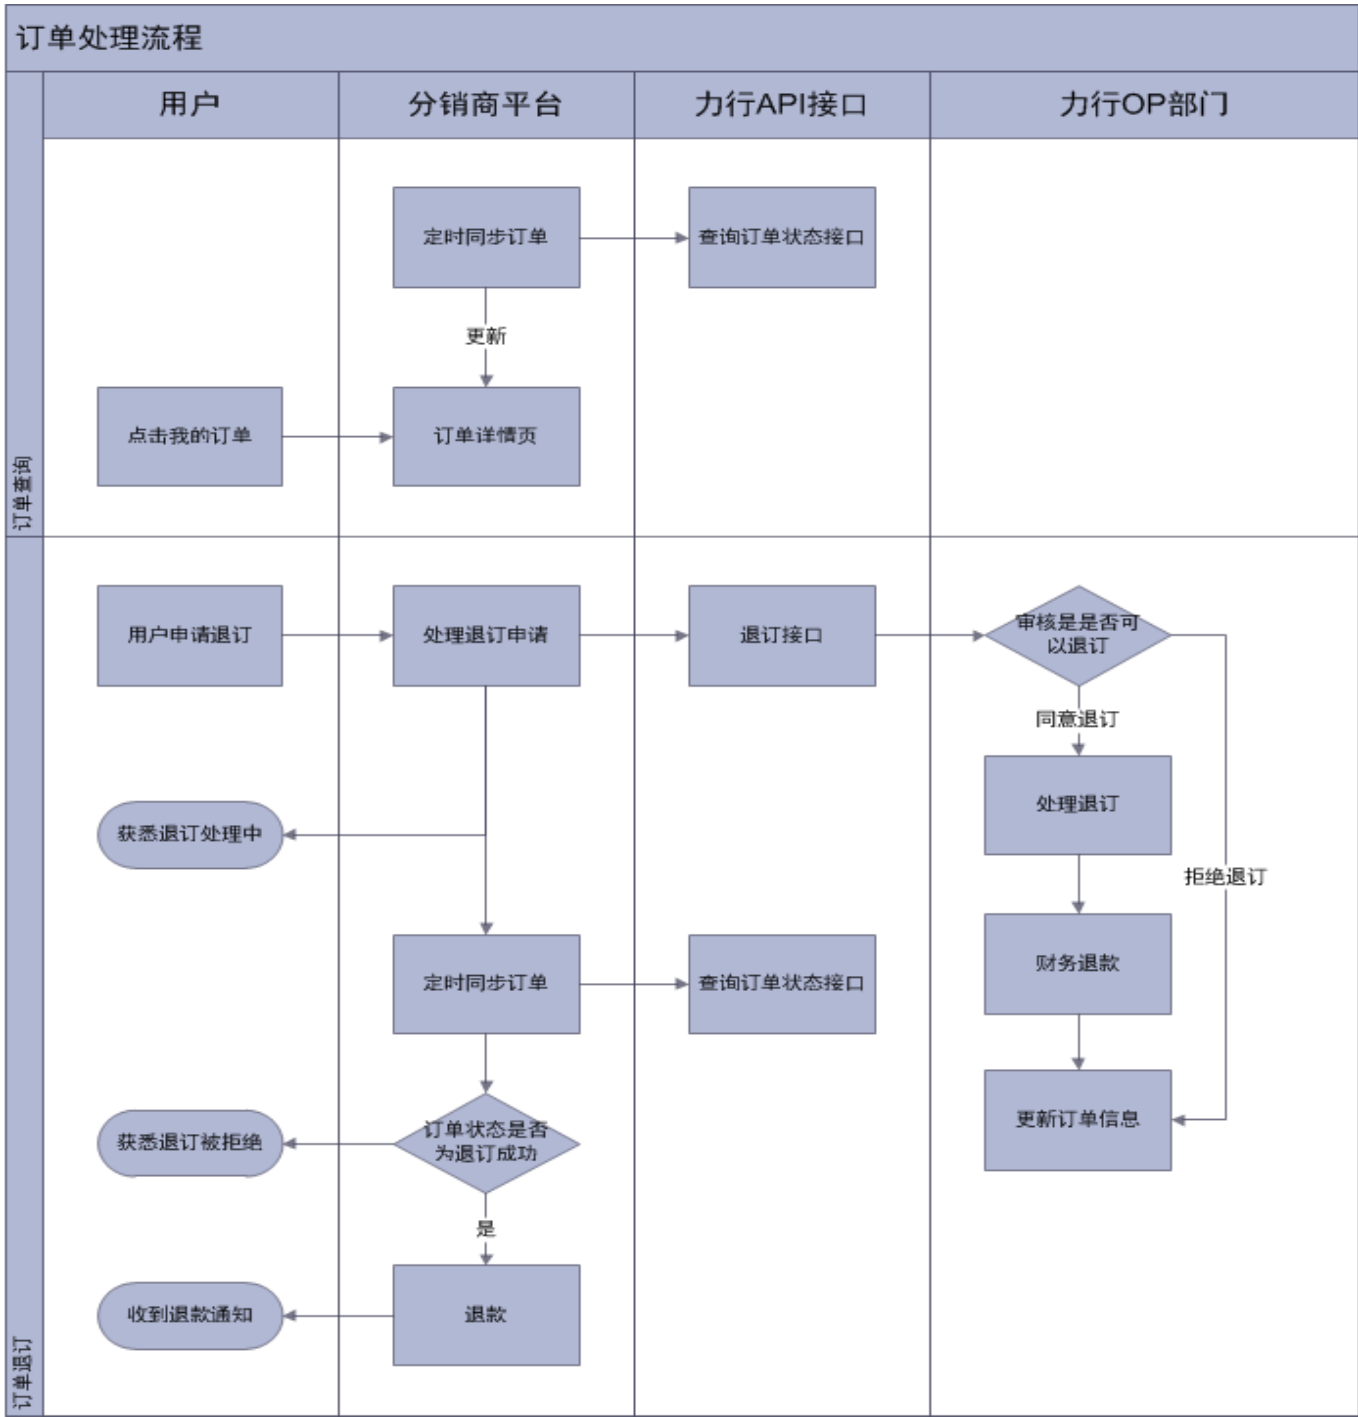 订单处理流程
用户
分销商平台
力行API接口
力行OP部门
订单查询
定时同步订单
查询订单状态接口
更新
点击我的订单
订单详情页
订单退订
用户申请退订
处理退订申请
退订接口
审核是是否可
以退订
同意退订
处理退订
获悉退订处理中
拒绝退订
财务退款
定时同步订单
查询订单状态接口
更新订单信息
获悉退订被拒绝
订单状态是否
为退订成功
是
收到退款通知
退款